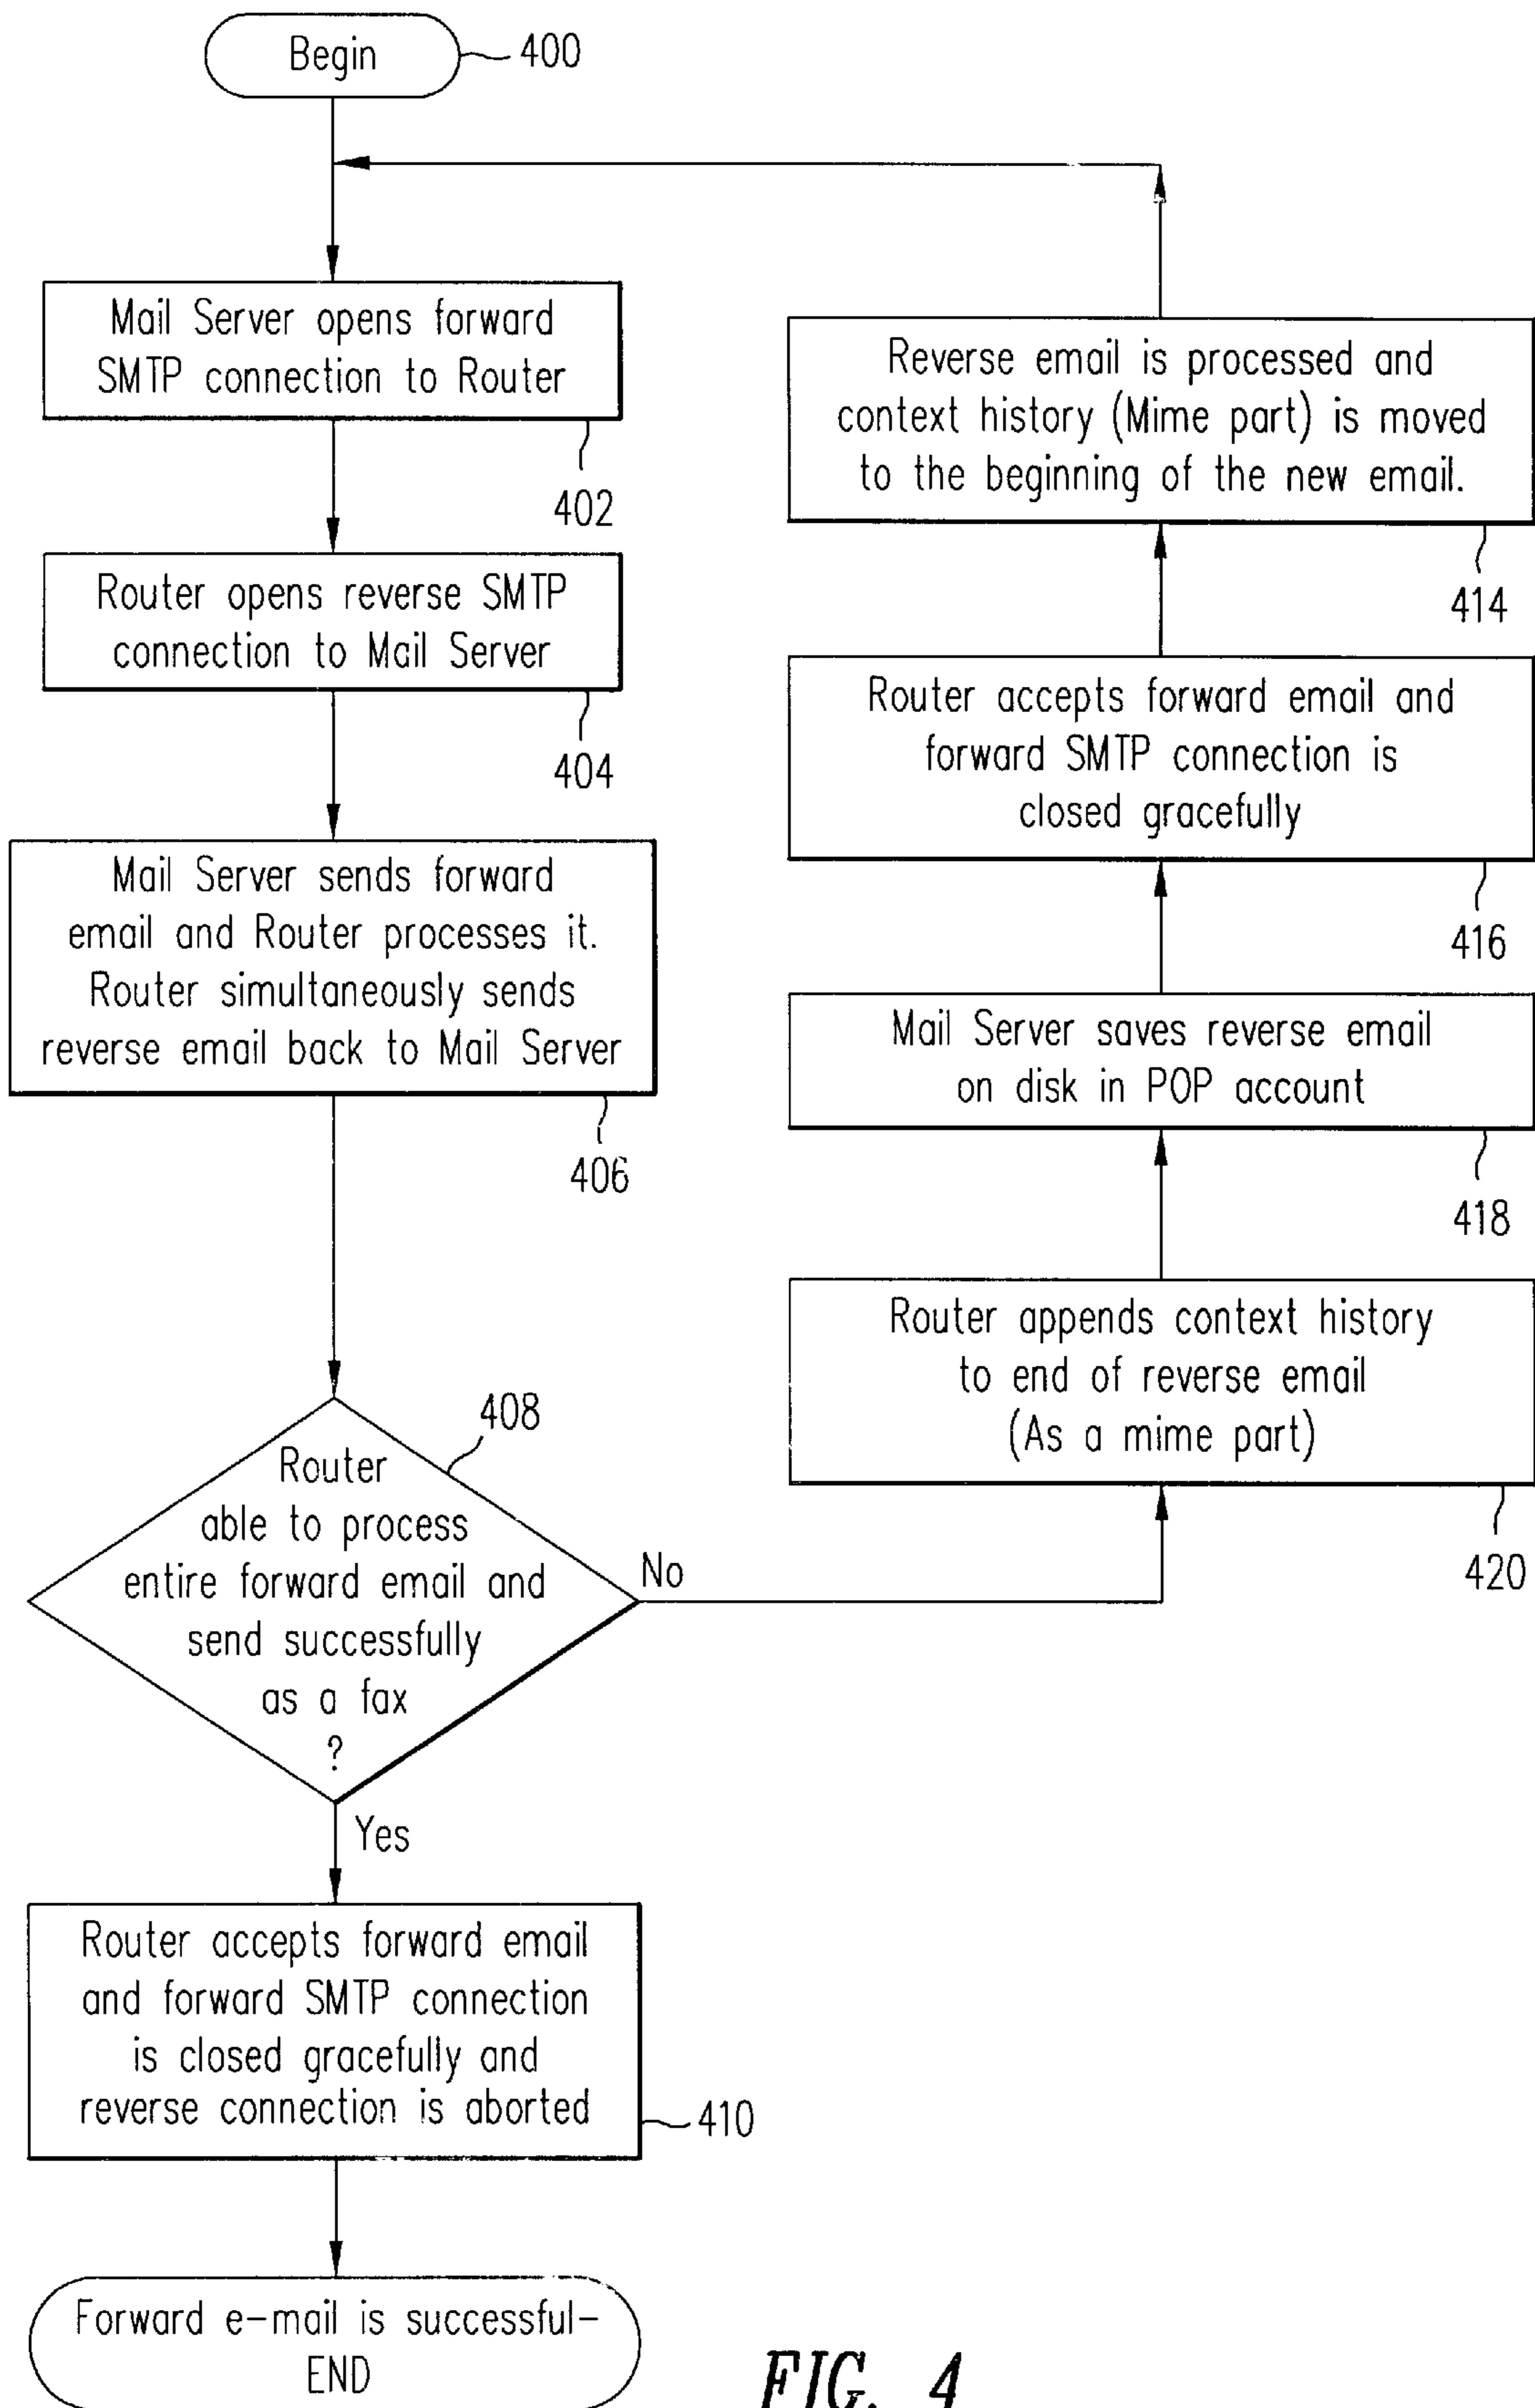 Begin
400
Mail Server opens forward
SMTP connection to Router
402
Router opens reverse SMTP
connection to Mail Server
404
Mail Server sends forward
email and Router processes it.
Router simultaneously sends
reverse email back to Mail Server
406
408
Router
able to process
entire forward email and
send successfully
as a fax
?
No
Yes
Router accepts forward email
and forward SMTP connection
is closed gracefully and
reverse connection is aborted
410
Forward e-mail is successful-
END
Reverse email is processed and
context history (Mime part) is moved
to the beginning of the new email.
414
Router accepts forward email and
forward SMTP connection is
closed gracefully
416
Mail Server saves reverse email
on disk in POP account
418
Router appends context history
to end of reverse email
(As a mime part)
420
FIG. 4